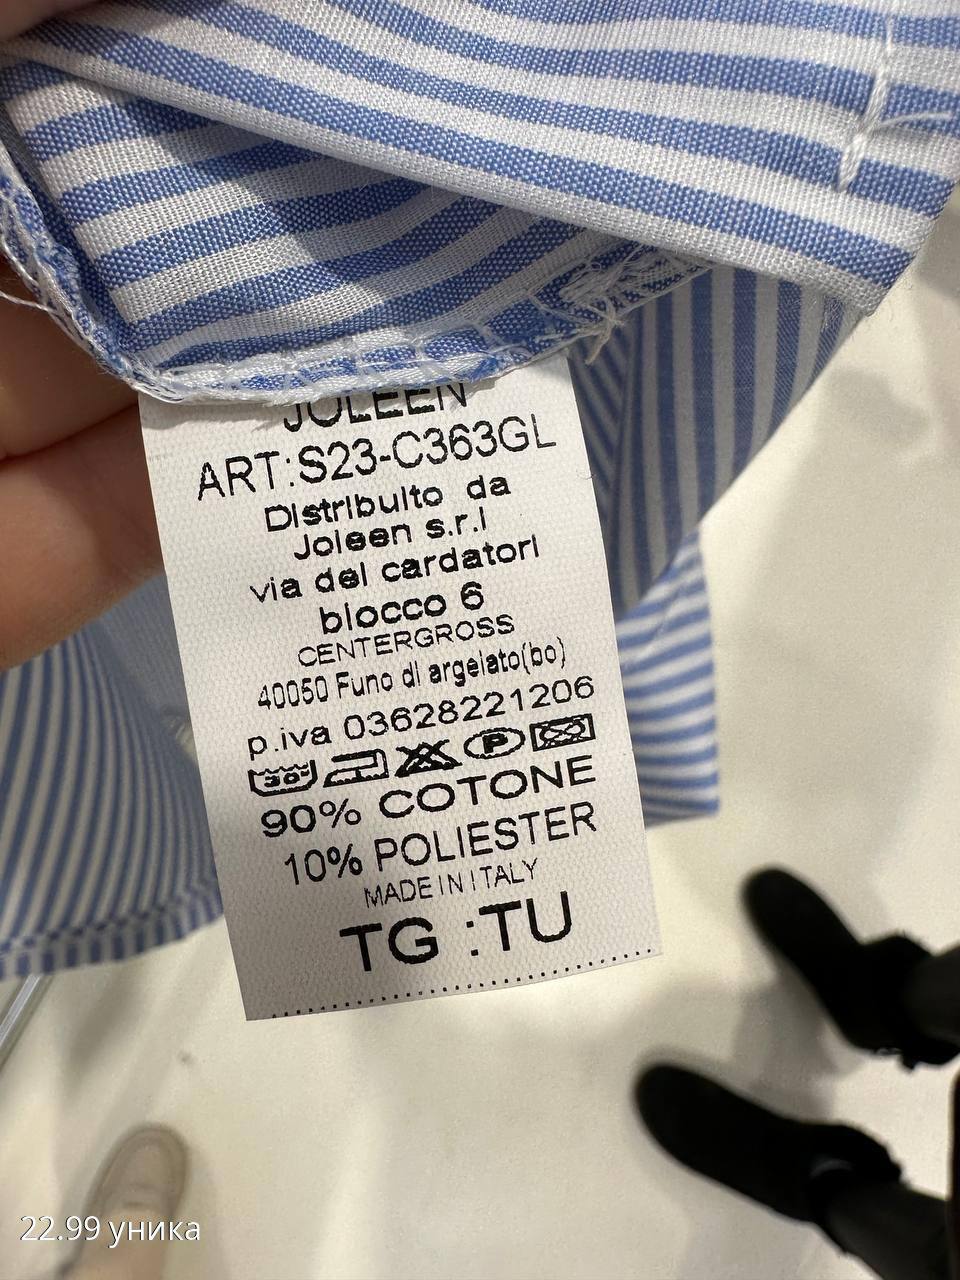 JOLEEN
ART:S23-C363GL
Distribuito da
Joleen s.r.l
via dei cardatori
blocco 6
CENTERGROSS
40050 Funo di argelato(bo)
p.iva 03628221206
30° P
90% COTONE
10% POLIESTER
MADE IN ITALY
TG :TU
22.99 уника